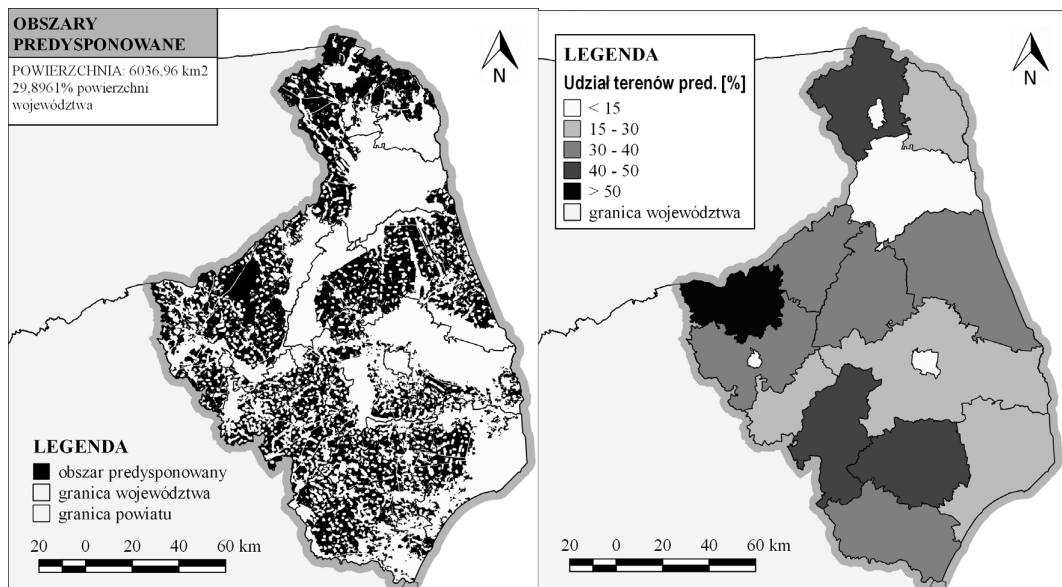 OBSZARY
PREDYSPONOWANE
POWIERZCHNIA: 6036,96 km2
29,8961% powierzchni
województwa
N
LEGENDA
obszar predysponowany
granica województwa
granica powiatu
20 0 20 40 60 km
LEGENDA
Udział terenów pred. [%]
< 15
15 - 30
30 - 40
40 - 50
> 50
granica województwa
N
20 0 20 40 60 km